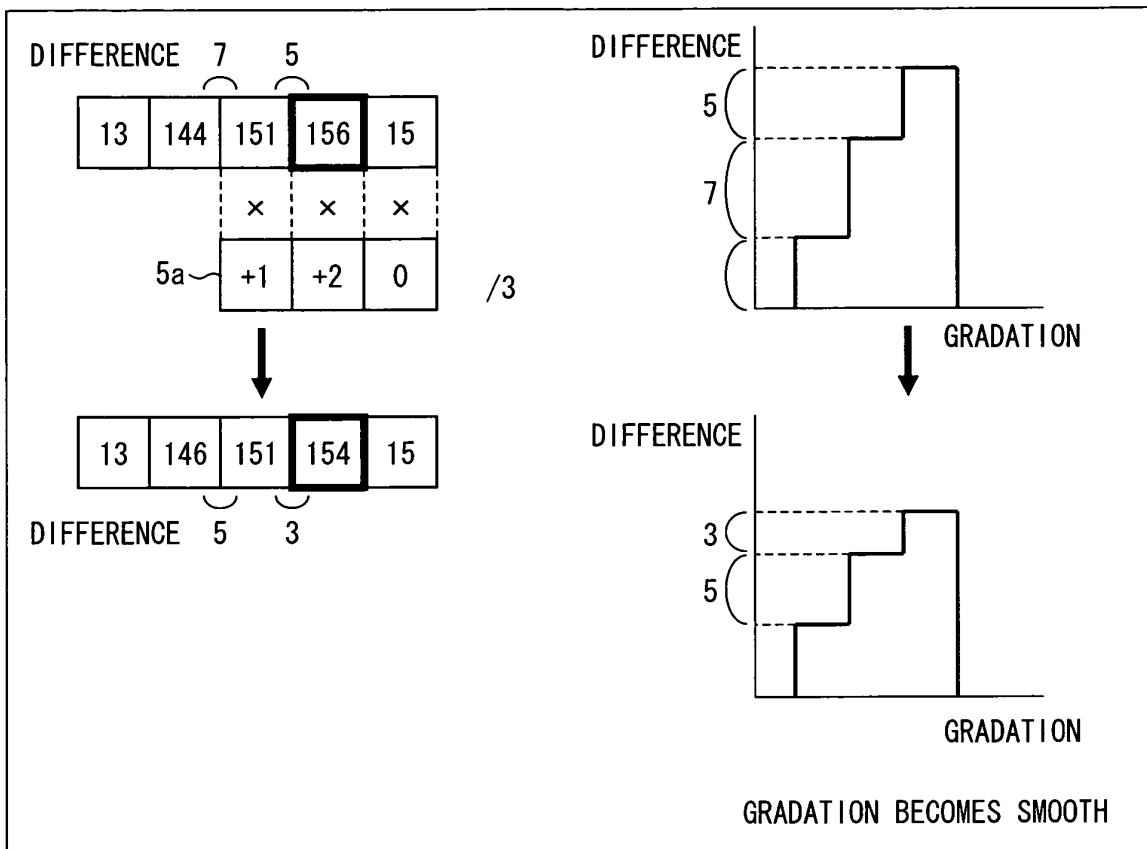 DIFFERENCE 7 5
13 144 151 156 15
× × ×
5a +1 +2 0 /3
13 146 151 154 15
DIFFERENCE 5 3
DIFFERENCE
5
7
GRADATION
DIFFERENCE
3
5
GRADATION
GRADATION BECOMES SMOOTH